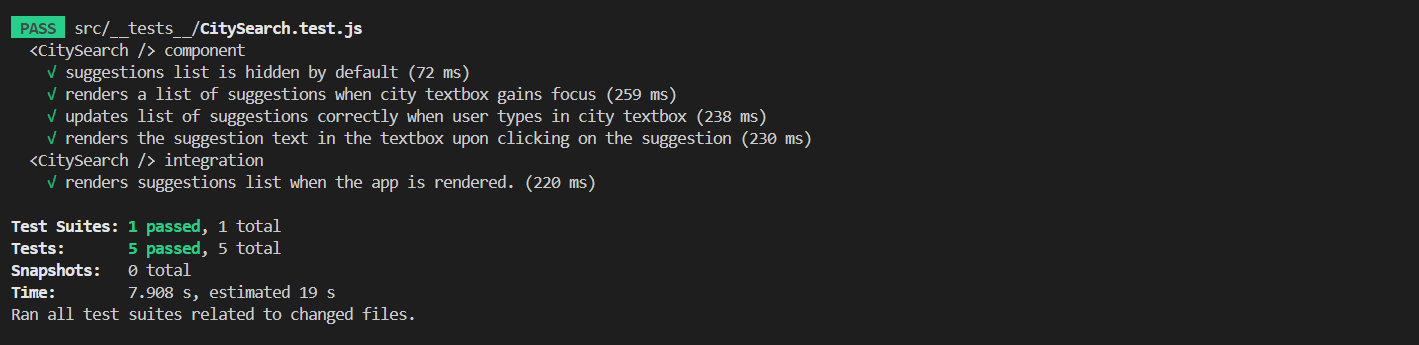 PASS src/__tests__/CitySearch.test.js
<CitySearch /> component
√ suggestions list is hidden by default (72 ms)
√ renders a list of suggestions when city textbox gains focus (259 ms)
√ updates list of suggestions correctly when user types in city textbox (238 ms)
√ renders the suggestion text in the textbox upon clicking on the suggestion (230 ms)
<CitySearch /> integration
√ renders suggestions list when the app is rendered. (220 ms)
Test Suites: 1 passed, 1 total
Tests: 5 passed, 5 total
Snapshots: 0 total
Time: 7.908 s, estimated 19 s
Ran all test suites related to changed files.